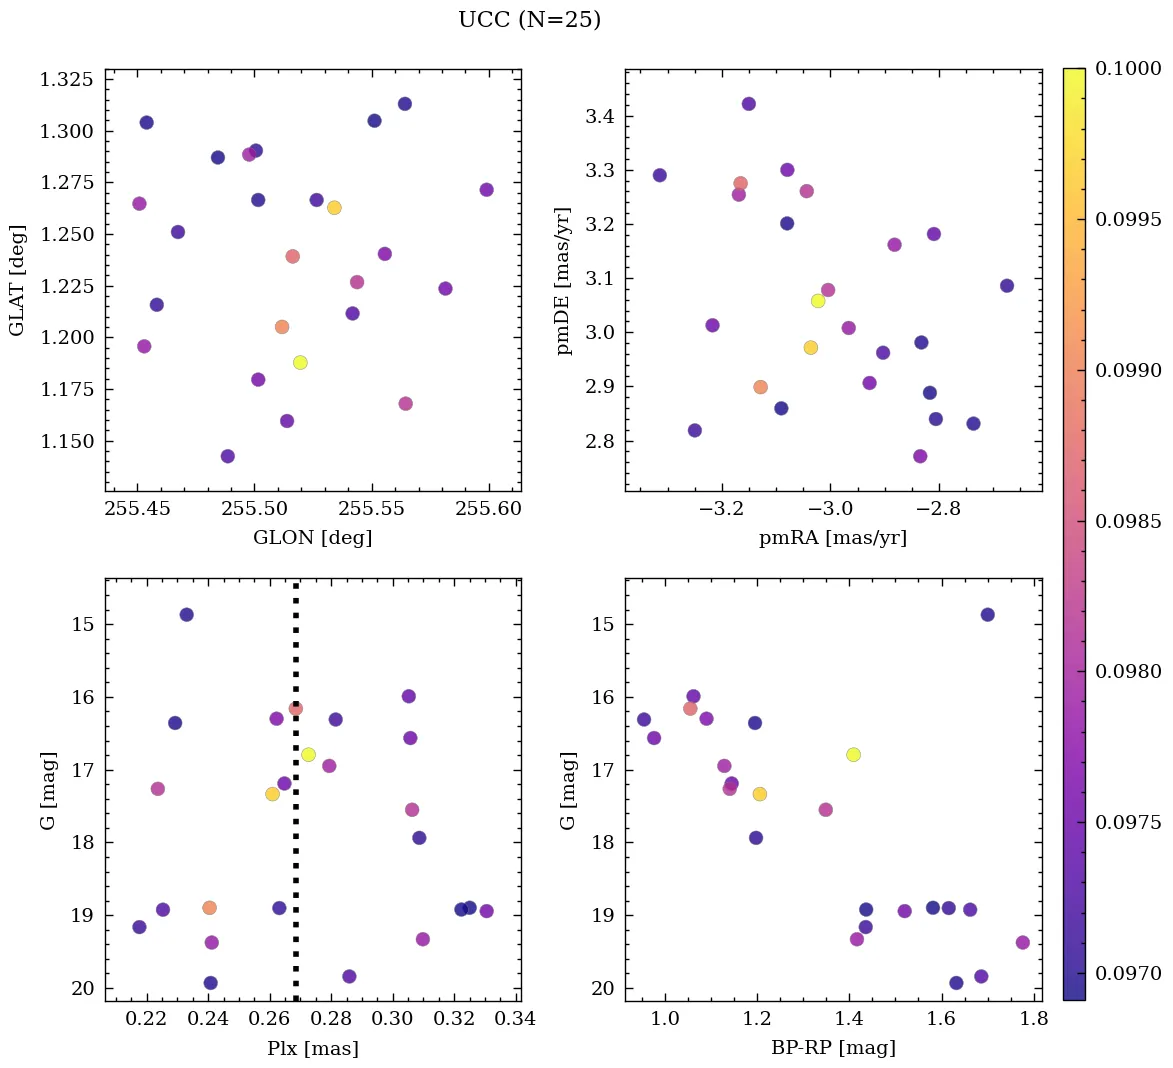 UCC (N=25)
1.325
1.300
1.275
1.250
1.225
1.200
1.175
1.150
GLAT [deg]
255.45 255.50 255.55 255.60
GLON [deg]
3.4
3.3
3.2
3.1
3.0
2.9
2.8
pmDE [mas/yr]
−3.2 −3.0 −2.8
pmRA [mas/yr]
15
16
17
18
19
20
G [mag]
0.22 0.24 0.26 0.28 0.30 0.32 0.34
Plx [mas]
15
16
17
18
19
20
G [mag]
1.0 1.2 1.4 1.6 1.8
BP-RP [mag]
0.1000
0.0995
0.0990
0.0985
0.0980
0.0975
0.0970